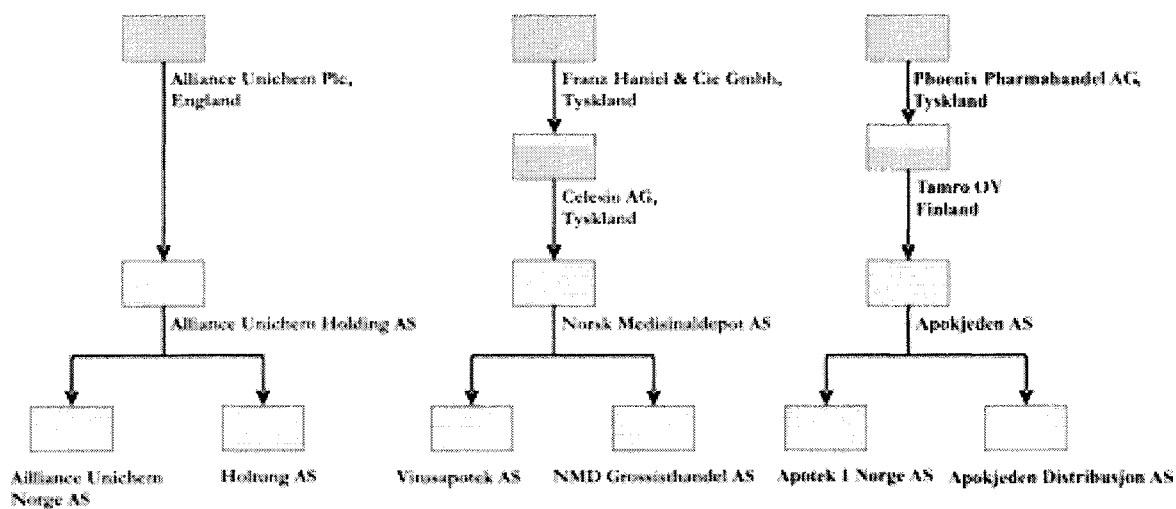 Alliance Unichem Plc,
England
Franz Haniel & Cie Gmbh,
Tyskland
Phoenix Pharmahandel AG,
Tyskland
Celesio AG,
Tyskland
Tamro OY
Finland
Alliance Unichem Holding AS
Norsk Medisinaldepot AS
Apokjeden AS
Ailliance Unichem
Norge AS
Holtung AS
Vitusapotek AS
NMD Grossisthandel AS
Apotek 1 Norge AS
Apokjeden Distribusjon AS